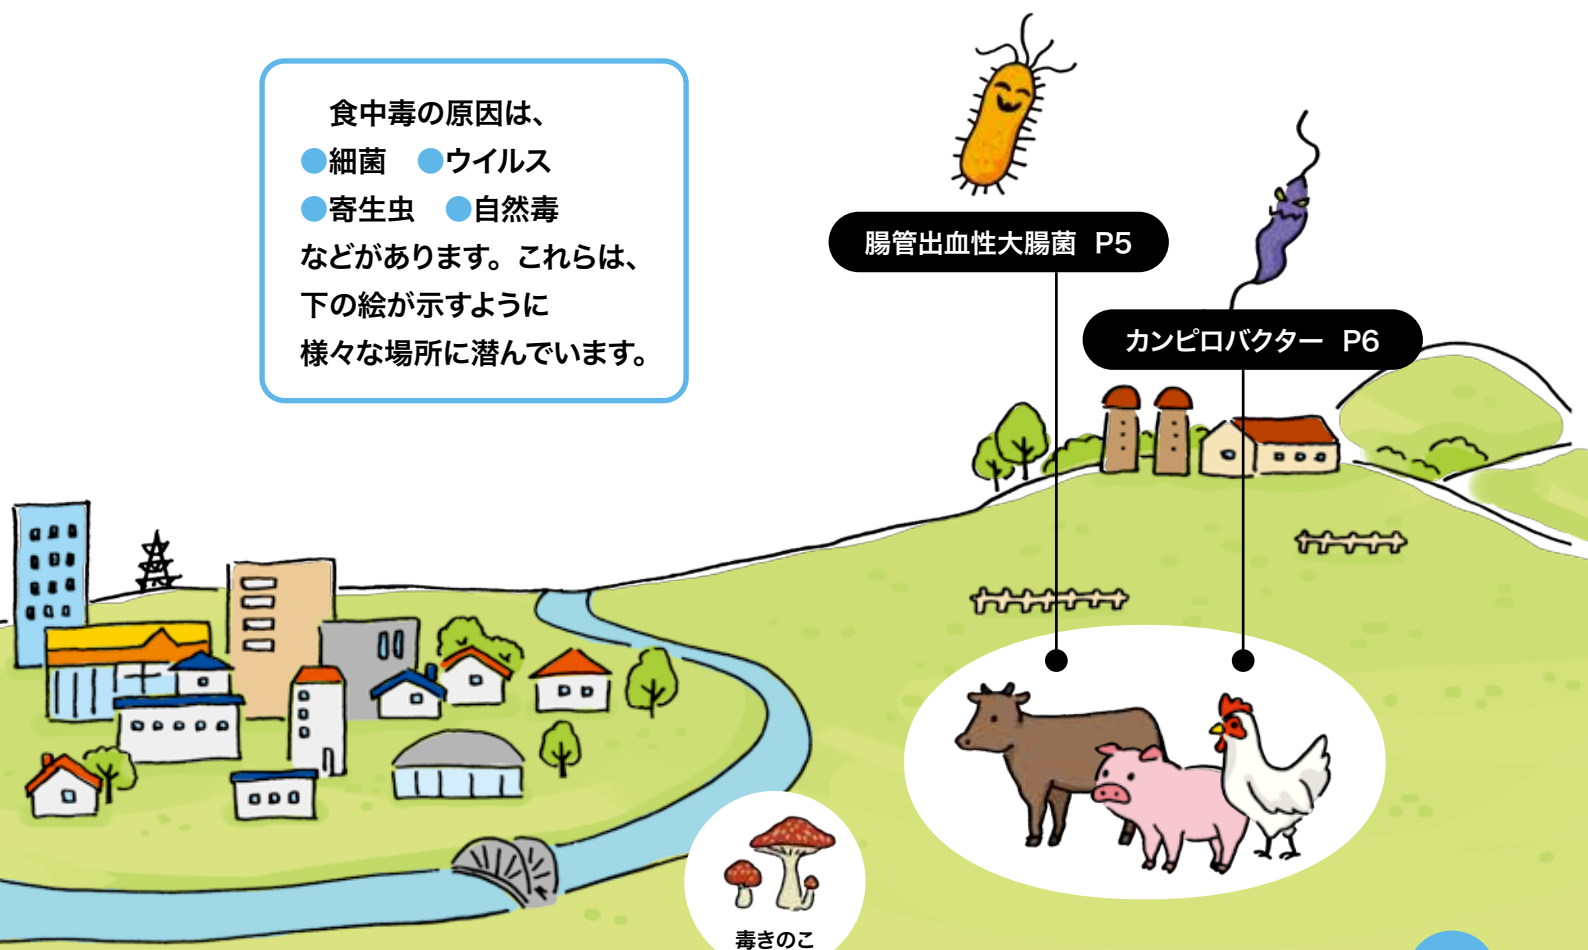 食中毒の原因は、
●細菌　●ウイルス
●寄生虫　●自然毒
などがあります。これらは、
下の絵が示すように
様々な場所に潜んでいます。
腸管出血性大腸菌 P5
カンピロバクター P6
毒きのこ